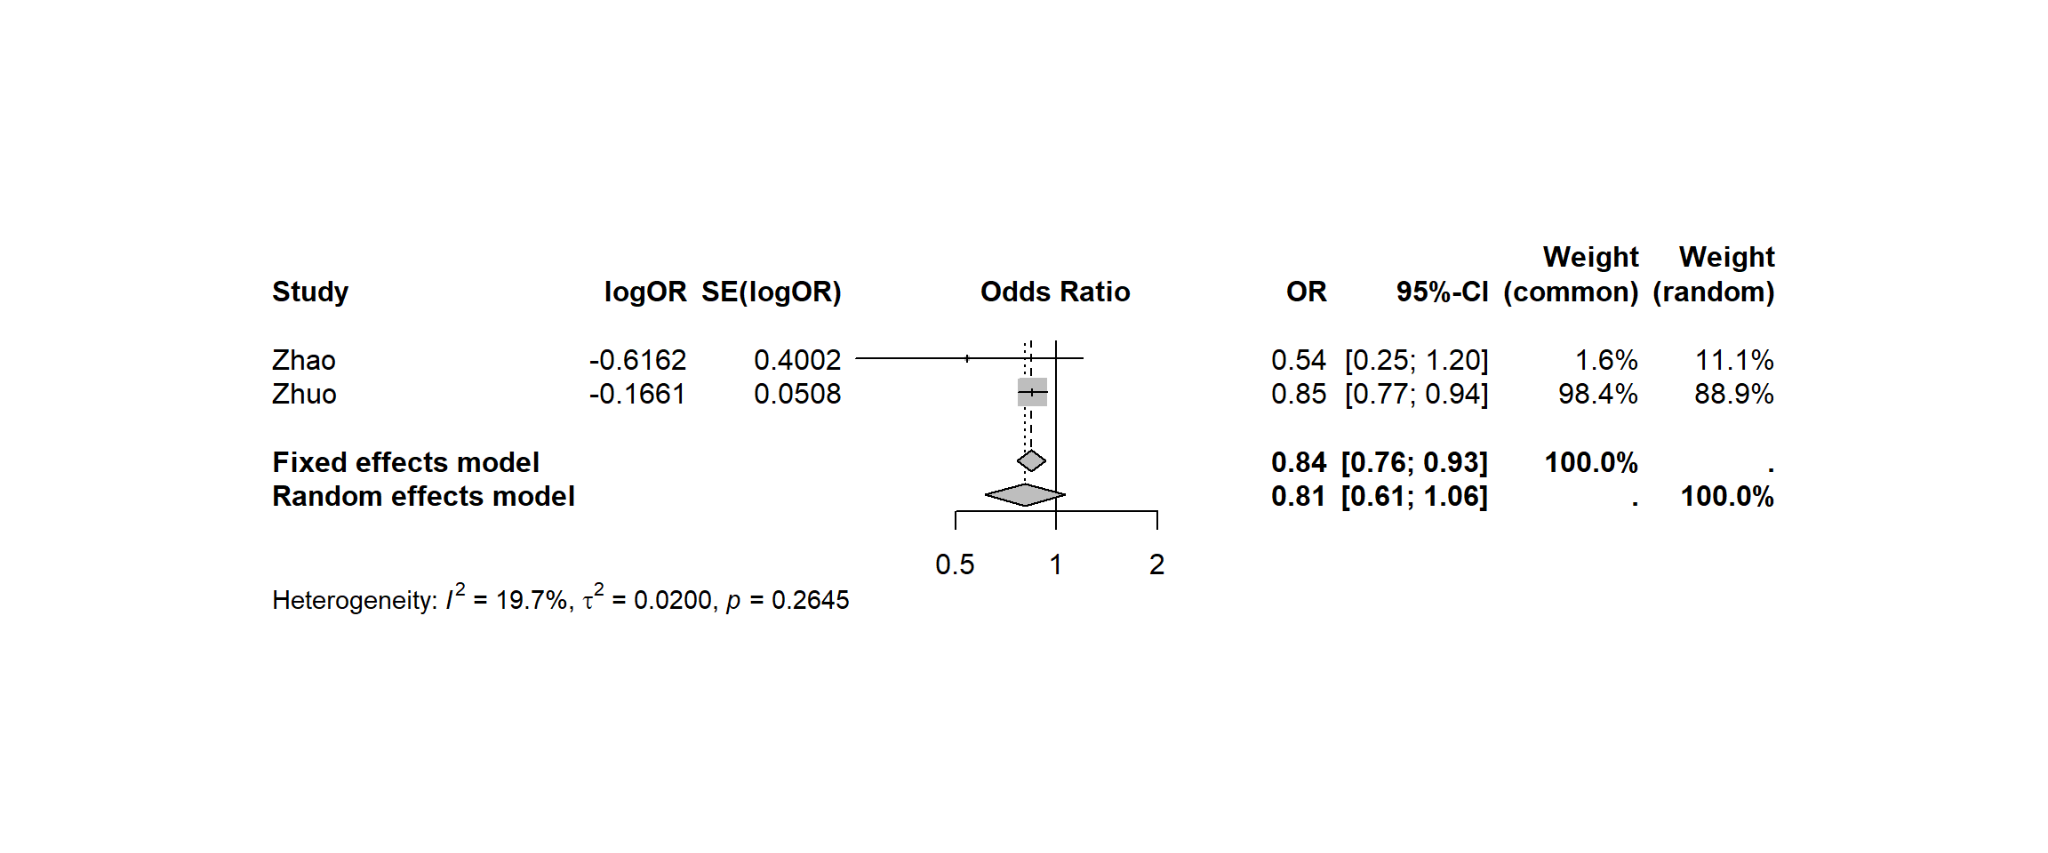 Weight Weight
Study logOR SE(logOR) Odds Ratio OR 95%-CI (common) (random)
Zhao -0.6162 0.4002 0.54 [0.25; 1.20] 1.6% 11.1%
Zhuo -0.1661 0.0508 0.85 [0.77; 0.94] 98.4% 88.9%
Fixed effects model 0.84 [0.76; 0.93] 100.0% .
Random effects model 0.81 [0.61; 1.06] . 100.0%
0.5 1 2
Heterogeneity: I² = 19.7%, τ² = 0.0200, p = 0.2645